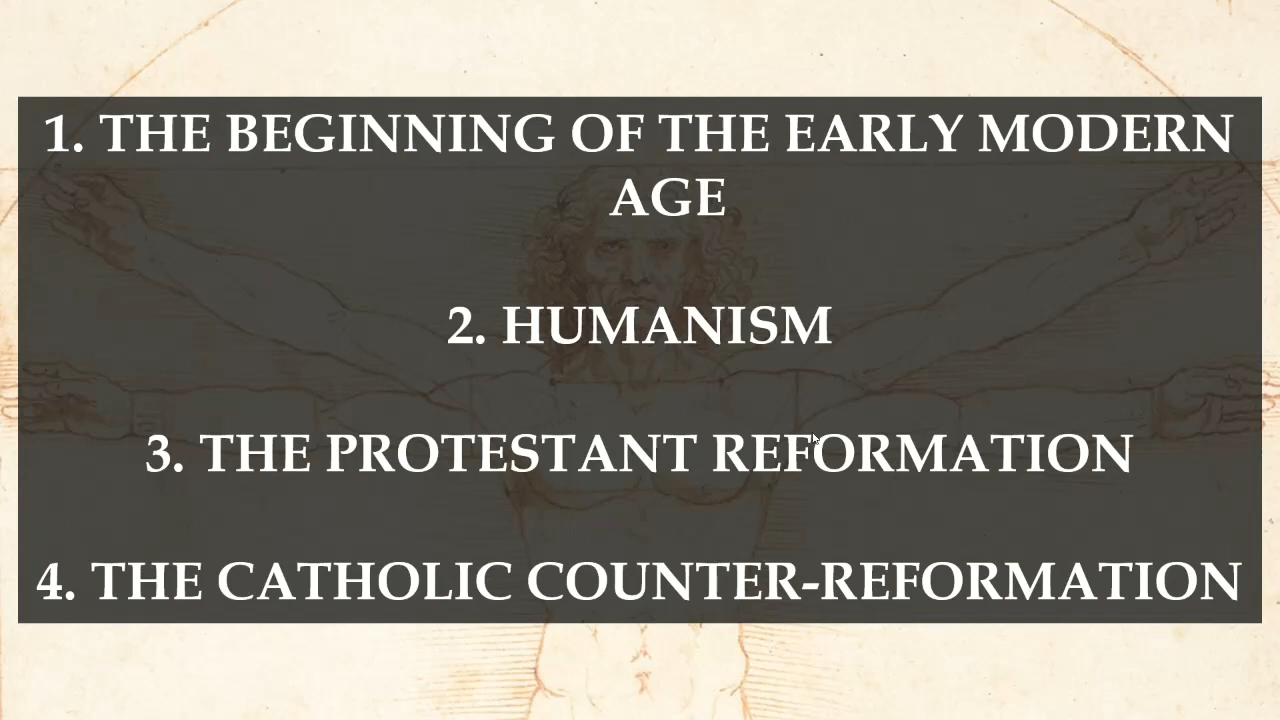 1. THE BEGINNING OF THE EARLY MODERN
AGE
2. HUMANISM
3. THE PROTESTANT REFORMATION
4. THE CATHOLIC COUNTER-REFORMATION